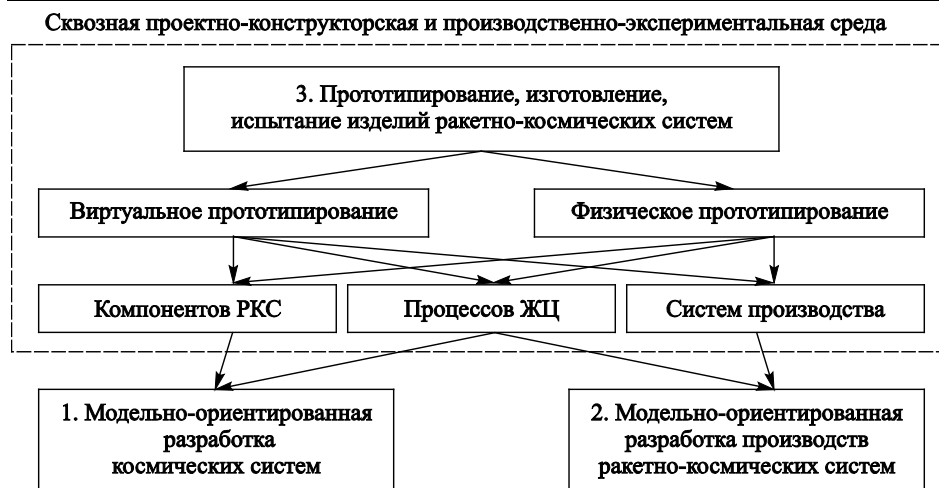 Сквозная проектно-конструкторская и производственно-экспериментальная среда
3. Прототипирование, изготовление,
испытание изделий ракетно-космических систем
Виртуальное прототипирование
Физическое прототипирование
Компонентов РКС
Процессов ЖЦ
Систем производства
1. Модельно-ориентированная
разработка
космических систем
2. Модельно-ориентированная
разработка производств
ракетно-космических систем